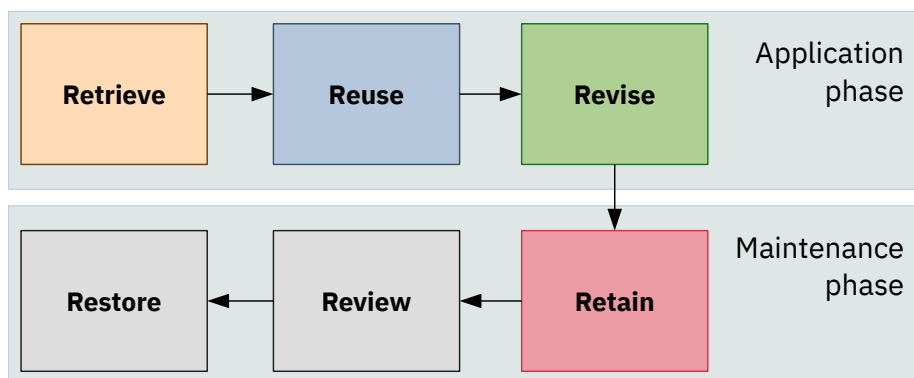 Retrieve
Reuse
Revise
Application
phase
Restore
Review
Retain
Maintenance
phase